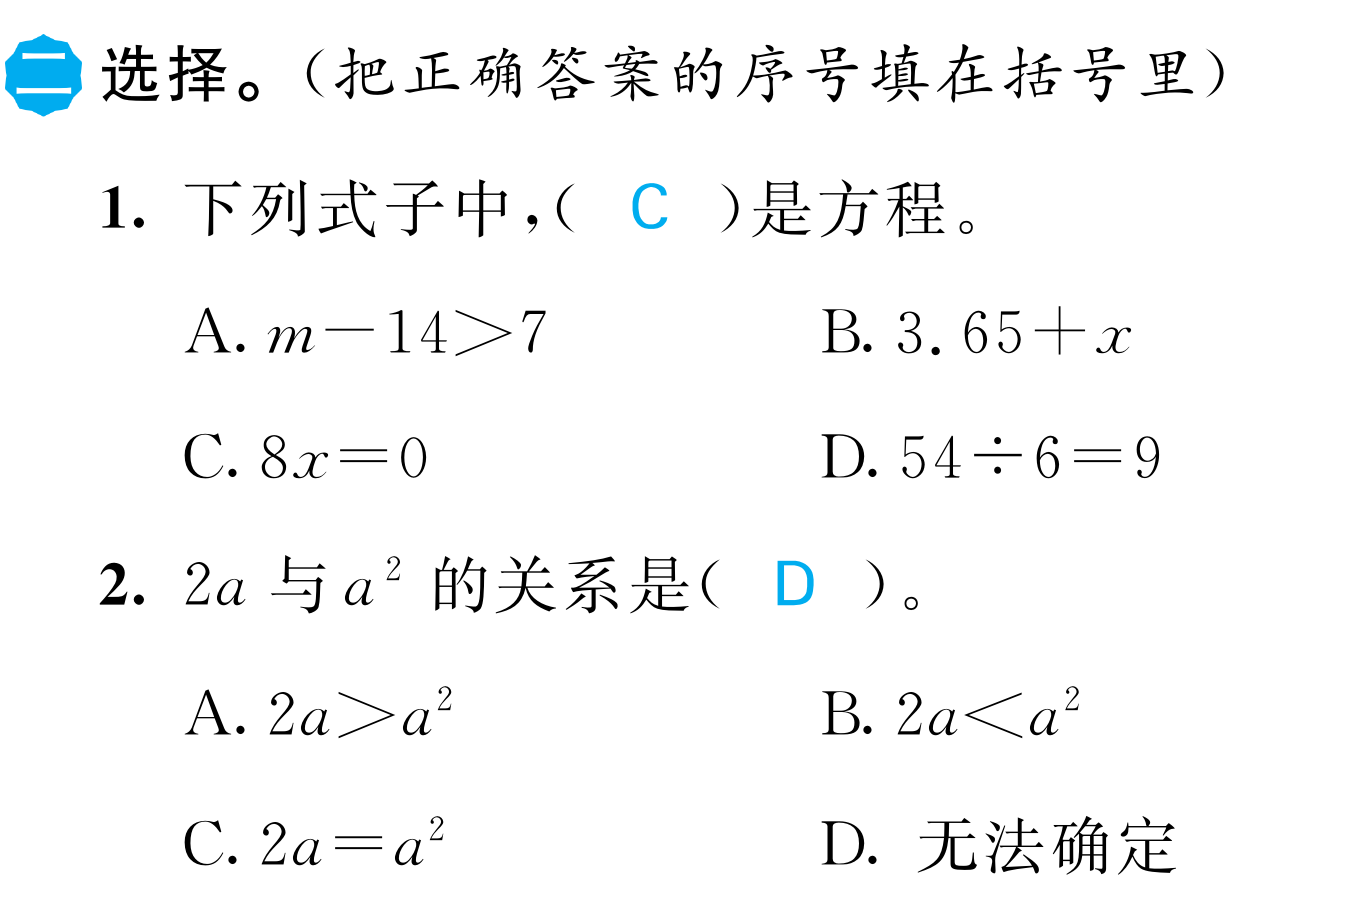 二 选择。(把正确答案的序号填在括号里)
1. 下列式子中,( C )是方程。
A. m－14＞7 B. 3.65＋x
C. 8x＝0 D. 54÷6＝9
2. 2a 与 a² 的关系是( D )。
A. 2a＞a² B. 2a＜a²
C. 2a＝a² D. 无法确定